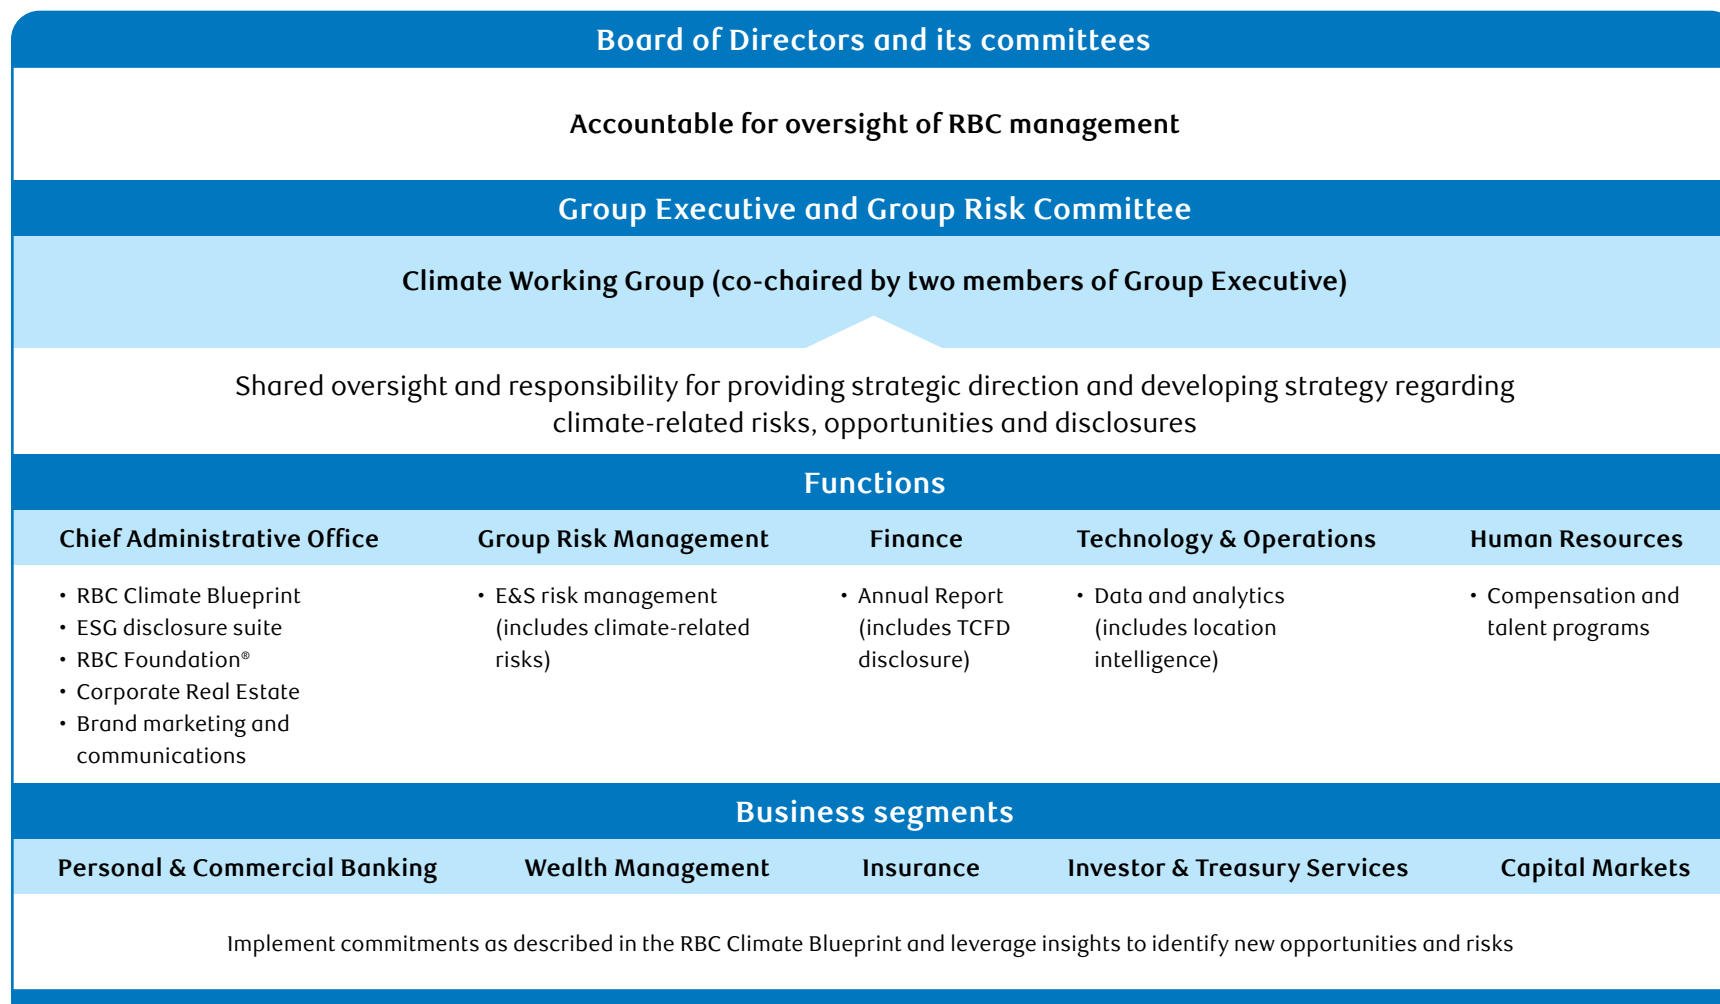 Board of Directors and its committees
Accountable for oversight of RBC management
Group Executive and Group Risk Committee
Climate Working Group (co-chaired by two members of Group Executive)
Shared oversight and responsibility for providing strategic direction and developing strategy regarding
climate-related risks, opportunities and disclosures
Functions
Chief Administrative Office
• RBC Climate Blueprint
• ESG disclosure suite
• RBC Foundation®
• Corporate Real Estate
• Brand marketing and
communications
Group Risk Management
• E&S risk management
(includes climate-related
risks)
Finance
• Annual Report
(includes TCFD
disclosure)
Technology & Operations
• Data and analytics
(includes location
intelligence)
Human Resources
• Compensation and
talent programs
Business segments
Personal & Commercial Banking
Wealth Management
Insurance
Investor & Treasury Services
Capital Markets
Implement commitments as described in the RBC Climate Blueprint and leverage insights to identify new opportunities and risks